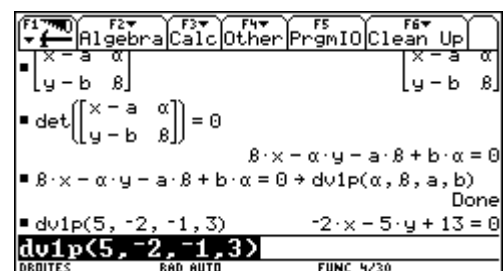 F1 F2 Algebra F3 Calc F4 Other F5 PrgmIO F6 Clean Up
[x - a α] [x - a α]
[y - b β] [y - b β]
det([x - a α]
[y - b β]) = 0
β·x - α·y - a·β + b·α = 0
β·x - α·y - a·β + b·α = 0 → dv1p(α, β, a, b)
Done
dv1p(5, ⁻2, ⁻1, 3) -2·x - 5·y + 13 = 0
dv1p(5,⁻2,⁻1,3)
DROITES RAD AUTO FUNC 4/30